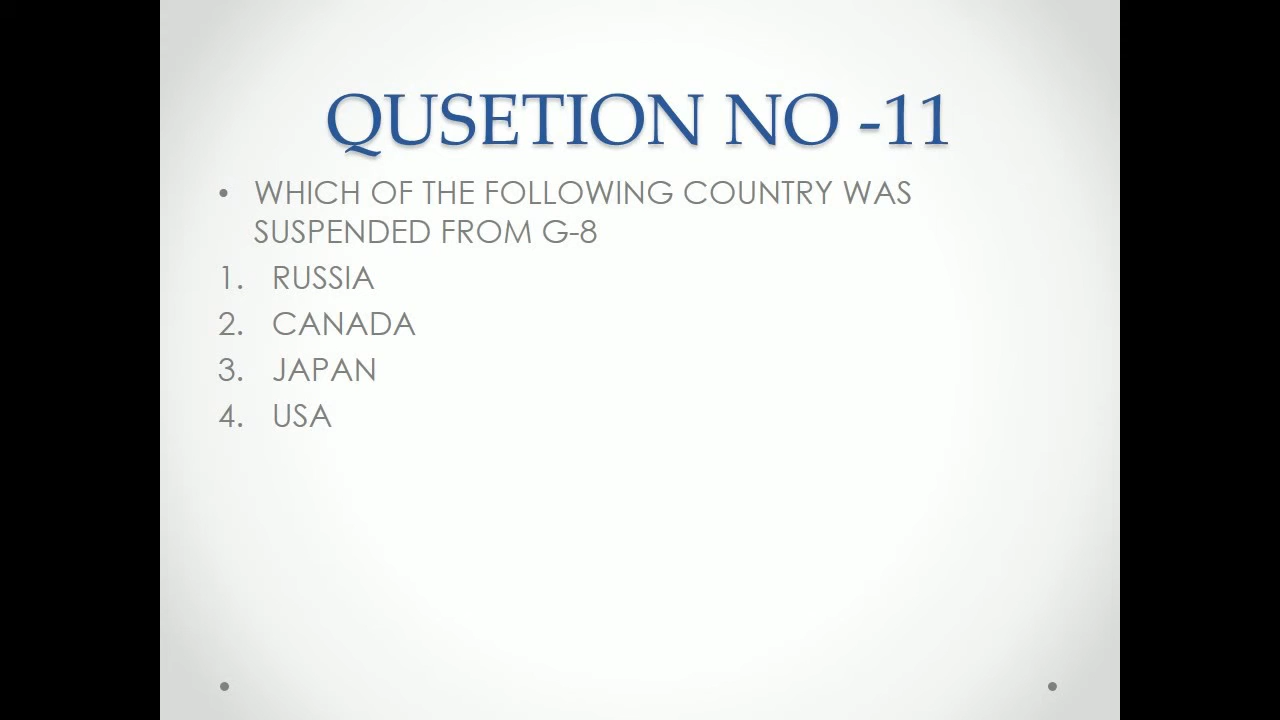 QUSETION NO -11
• WHICH OF THE FOLLOWING COUNTRY WAS
SUSPENDED FROM G-8
1. RUSSIA
2. CANADA
3. JAPAN
4. USA